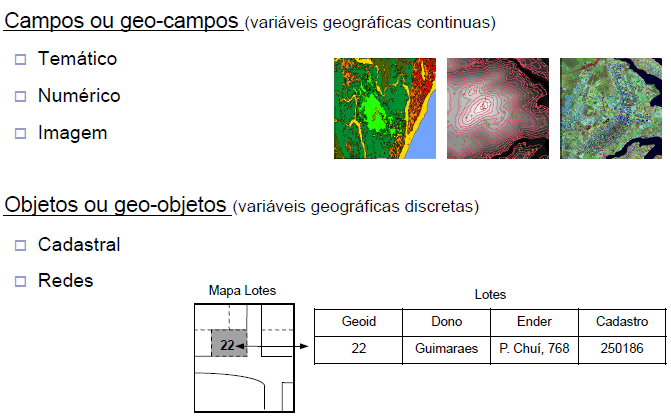 Campos ou geo-campos (variáveis geográficas continuas)
Temático
Numérico
Imagem
Objetos ou geo-objetos (variáveis geográficas discretas)
Cadastral
Redes
Mapa Lotes
Lotes
22
Geoid Dono Ender Cadastro
22 Guimaraes P. Chuí, 768 250186